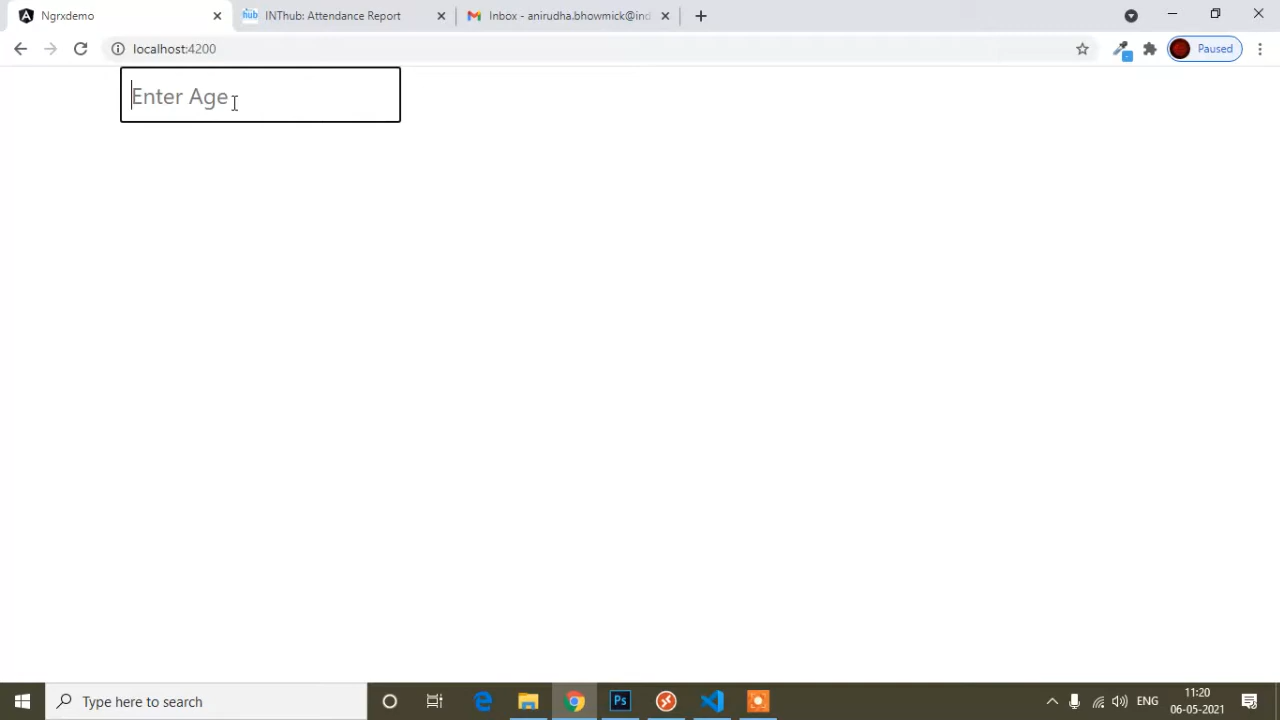 Ngrxdemo
INThub: Attendance Report
Inbox - anirudha.bhowmick@ind
localhost:4200
Paused
Enter Age
Type here to search
Ps
ENG
11:20
06-05-2021